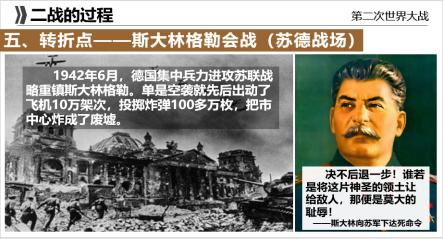 二战的过程
第二次世界大战
五、转折点——斯大林格勒会战（苏德战场）
1942年6月，德国集中兵力进攻苏联战
略重镇斯大林格勒。单是空袭就先后出动了
飞机10万架次，投掷炸弹100多万枚，把市
中心炸成了废墟。
决不后退一步！谁若
是将这片神圣的领土让
给敌人，那便是莫大的
耻辱！
——斯大林向苏军下达死命令